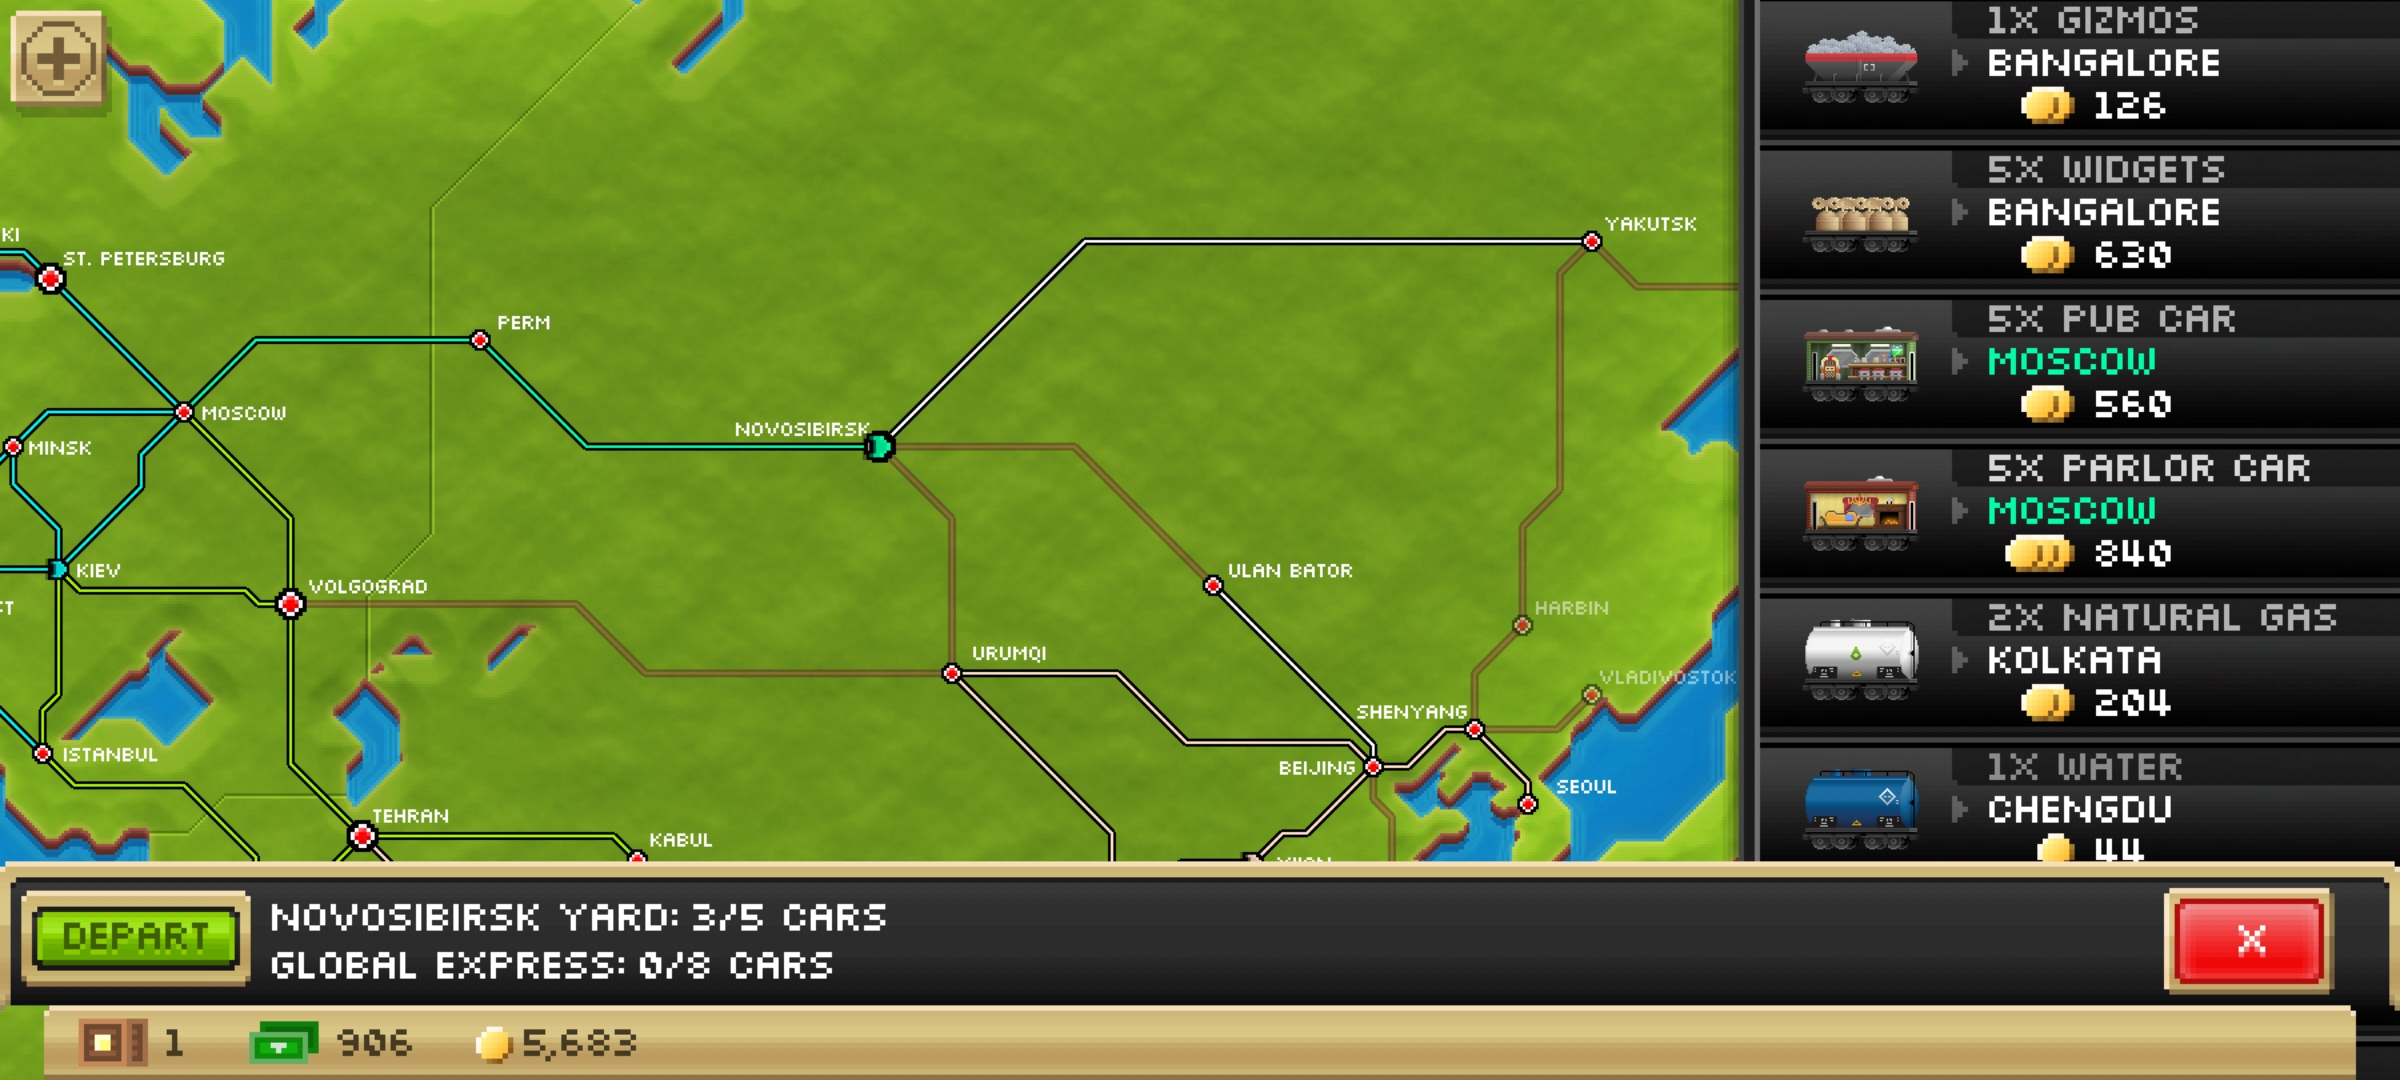 KI
ST. PETERSBURG
YAKUTSK
PERM
MOSCOW
NOVOSIBIRSK
MINSK
KIEV
ULAN BATOR
VOLGOGRAD
HARBIN
URUMQI
VLADIVOSTOK
SHENYANG
ISTANBUL
BEIJING
SEOUL
TEHRAN
KABUL
1X GIZMOS
BANGALORE
126
5X WIDGETS
BANGALORE
630
5X PUB CAR
MOSCOW
560
5X PARLOR CAR
MOSCOW
840
2X NATURAL GAS
KOLKATA
204
1X WATER
CHENGDU
44
DEPART
NOVOSIBIRSK YARD: 3/5 CARS
GLOBAL EXPRESS: 0/8 CARS
X
1
906
5,683